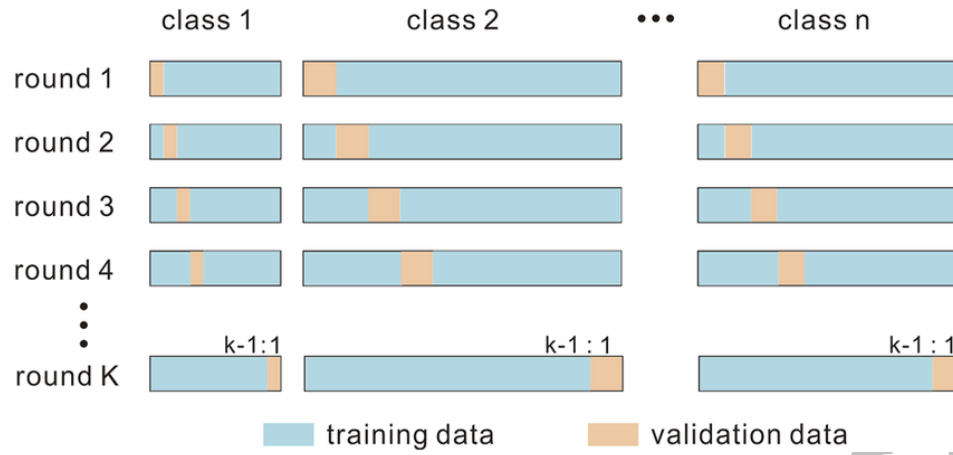 class 1 class 2 ••• class n
round 1
round 2
round 3
round 4
k-1:1 k-1 : 1 k-1 : 1
round K
training data validation data